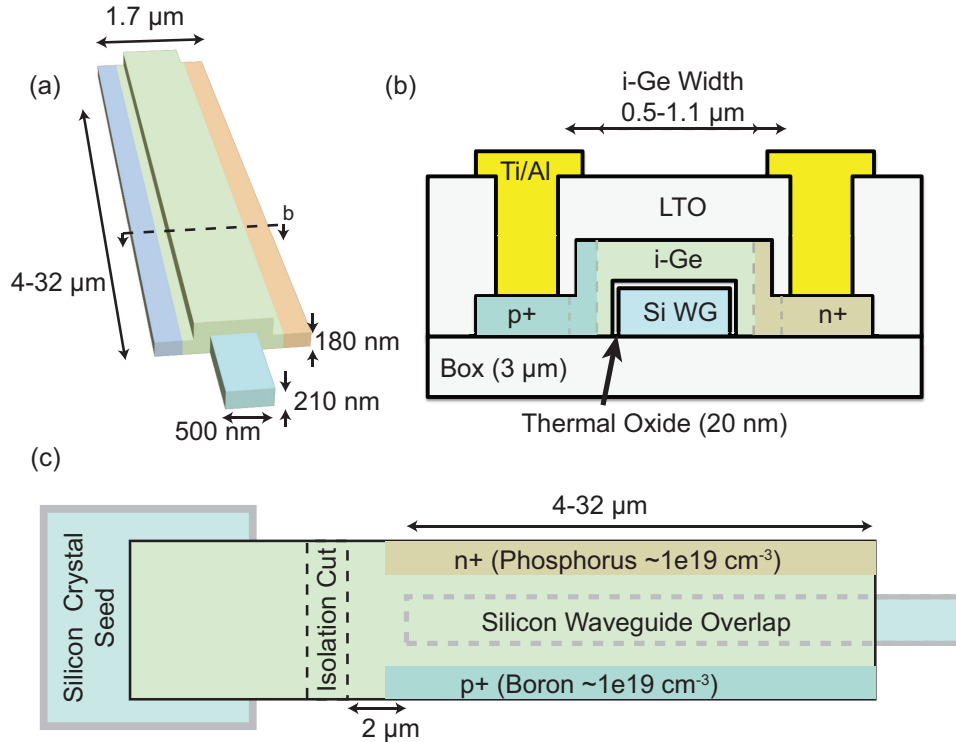 (a)
1.7 µm
4-32 µm
b
180 nm
210 nm
500 nm
(b)
i-Ge Width
0.5-1.1 µm
Ti/Al
LTO
i-Ge
p+
Si WG
n+
Box (3 µm)
Thermal Oxide (20 nm)
(c)
4-32 µm
Silicon Crystal
Seed
Isolation Cut
n+ (Phosphorus ~1e19 cm⁻³)
Silicon Waveguide Overlap
p+ (Boron ~1e19 cm⁻³)
2 µm